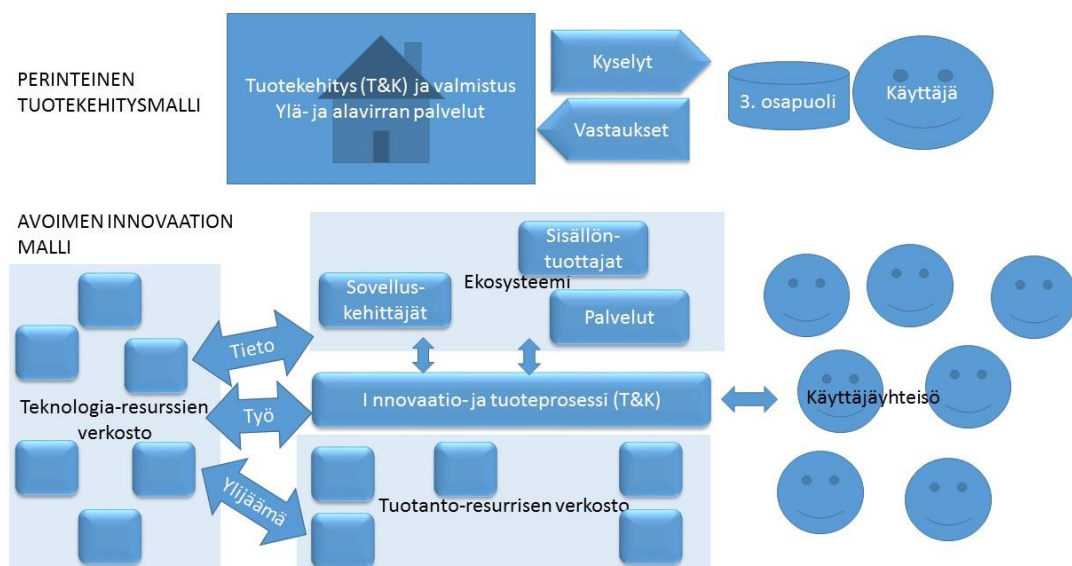 PERINTEINEN
TUOTEKEHITYSMALLI
Tuotekehitys (T&K) ja valmistus
Ylä- ja alavirran palvelut
Kyselyt
Vastaukset
3. osapuoli
Käyttäjä
AVOIMEN INNOVAATION
MALLI
Sisällön-
tuottajat
Ekosysteemi
Sovellus-
kehittäjät
Palvelut
Tieto
Teknologia-resurssien
verkosto
Työ
I nnovaatio- ja tuoteprosessi (T&K)
Käyttäjäyhteisö
Ylijäämä
Tuotanto-resurrisen verkosto